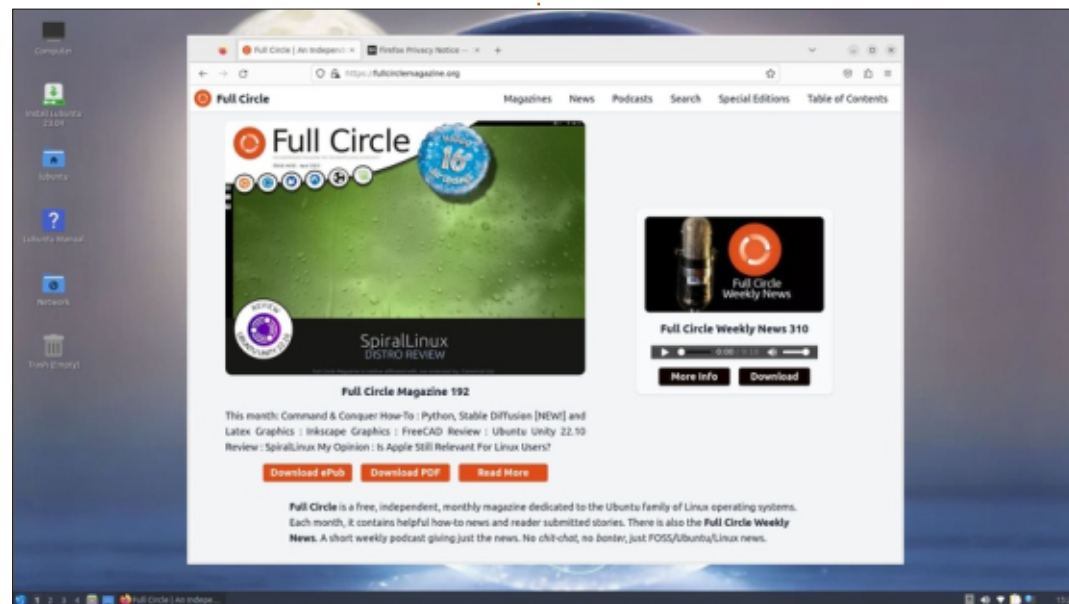 Computer
Install Lubuntu
23.04
lubuntu
Lubuntu Manual
Network
Trash (Empty)
Full Circle | An Independ
Firefox Privacy Notice —
https://fullcirclemagazine.org
Full Circle
Magazines News Podcasts Search Special Editions Table of Contents
Full Circle
16
REVIEW
UBUNTU UNITY 22.10
SpiralLinux
DISTRO REVIEW
Full Circle Magazine 192
This month: Command & Conquer How-To : Python, Stable Diffusion [NEW!] and
Latex Graphics : Inkscape Graphics : FreeCAD Review : Ubuntu Unity 22.10
Review : SpiralLinux My Opinion : Is Apple Still Relevant For Linux Users?
Download ePub Download PDF Read More
Full Circle
Weekly News
Full Circle Weekly News 310
More Info Download
Full Circle is a free, independent, monthly magazine dedicated to the Ubuntu family of Linux operating systems.
Each month, it contains helpful how-to news and reader submitted stories. There is also the Full Circle Weekly
News. A short weekly podcast giving just the news. No chit-chat, no banter, just FOSS/Ubuntu/Linux news.
1 2 3 4 Full Circle | An Indepe...